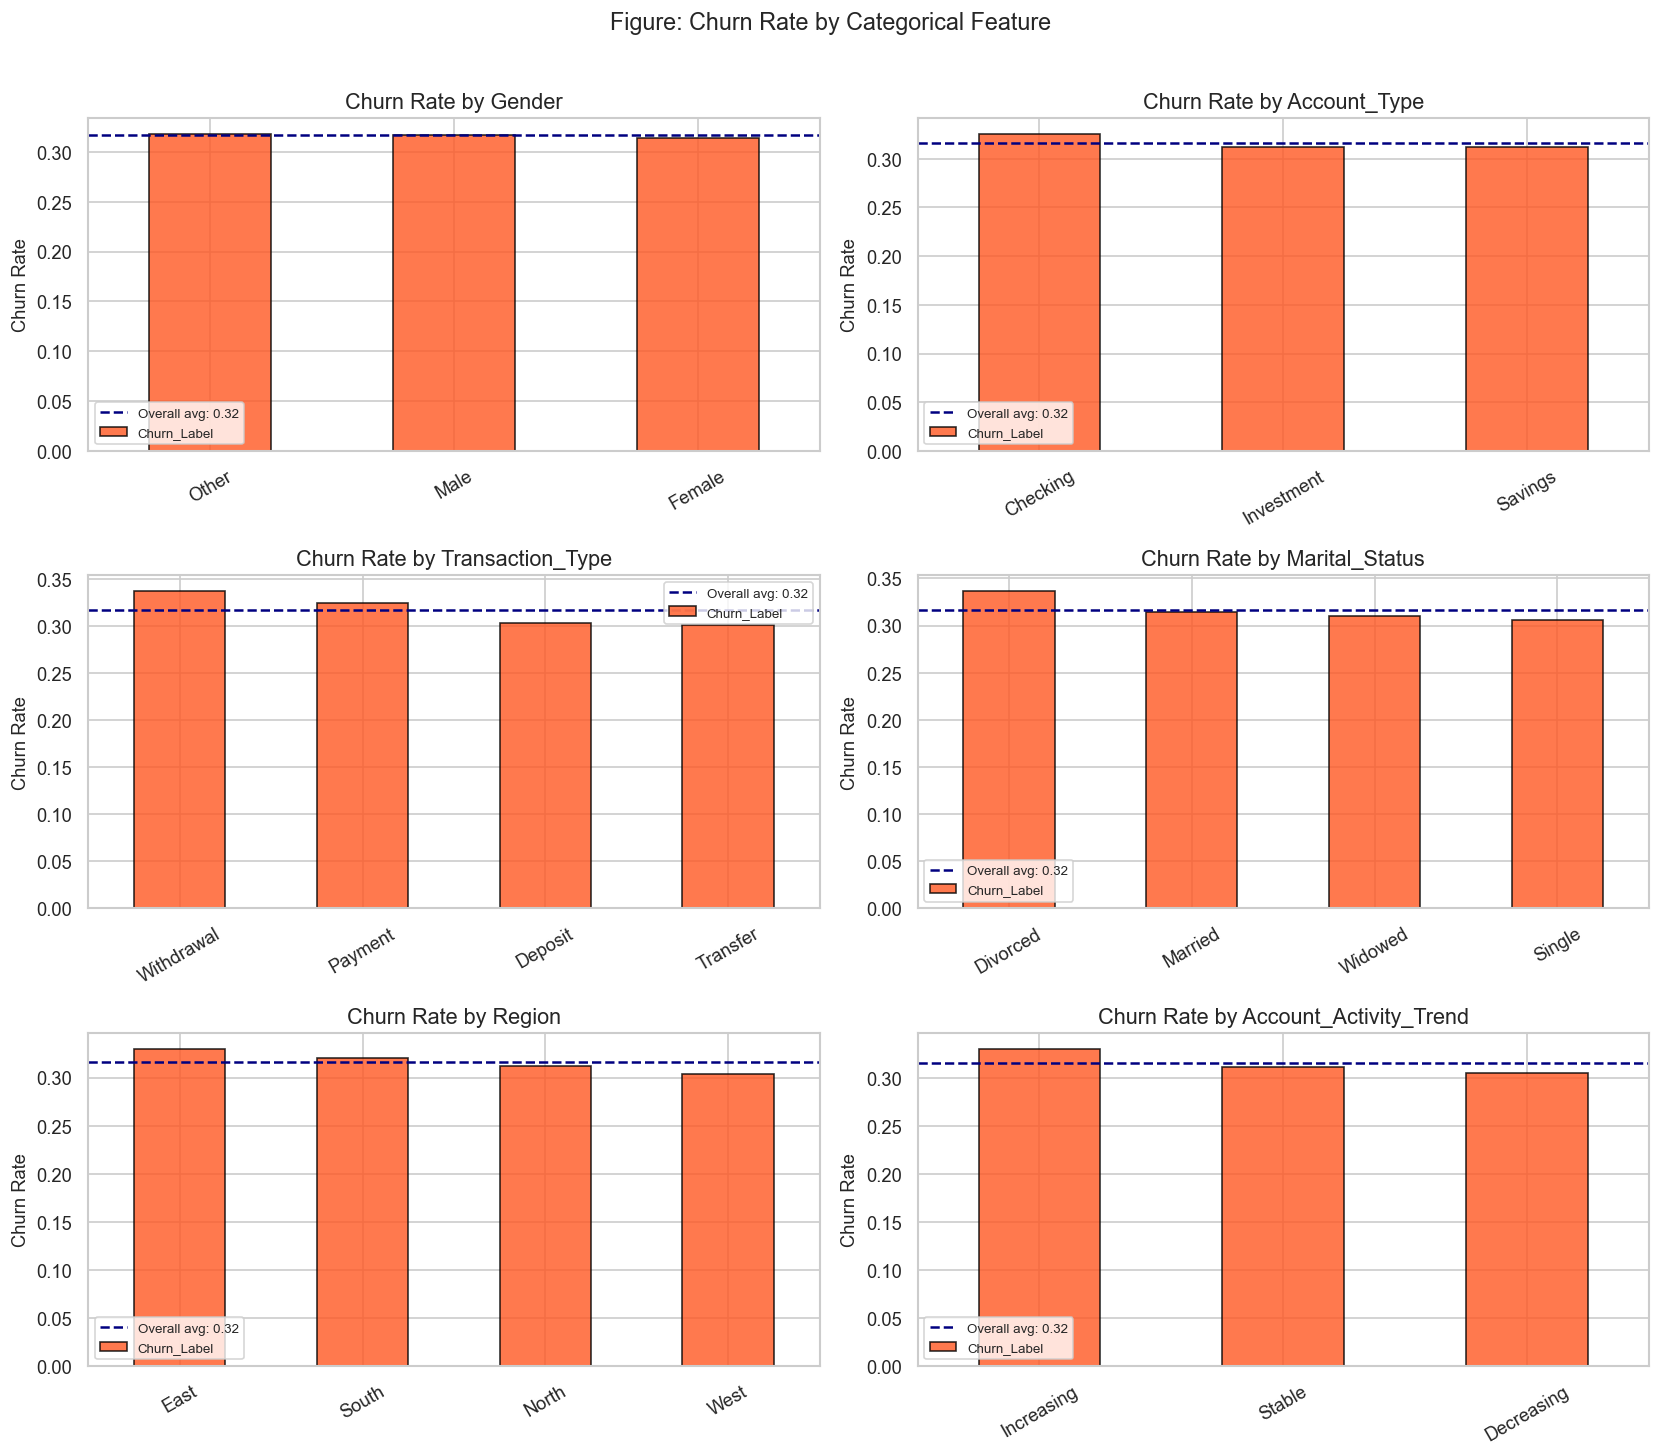 Figure: Churn Rate by Categorical Feature
Churn Rate by Gender
Churn Rate
0.30
0.25
0.20
0.15
0.10
0.05
0.00
Overall avg: 0.32
Churn_Label
Other
Male
Female
Churn Rate by Account_Type
Churn Rate
0.30
0.25
0.20
0.15
0.10
0.05
0.00
Overall avg: 0.32
Churn_Label
Checking
Investment
Savings
Churn Rate by Transaction_Type
Churn Rate
0.35
0.30
0.25
0.20
0.15
0.10
0.05
0.00
Overall avg: 0.32
Churn_Label
Withdrawal
Payment
Deposit
Transfer
Churn Rate by Marital_Status
Churn Rate
0.35
0.30
0.25
0.20
0.15
0.10
0.05
0.00
Overall avg: 0.32
Churn_Label
Divorced
Married
Widowed
Single
Churn Rate by Region
Churn Rate
0.30
0.25
0.20
0.15
0.10
0.05
0.00
Overall avg: 0.32
Churn_Label
East
South
North
West
Churn Rate by Account_Activity_Trend
Churn Rate
0.30
0.25
0.20
0.15
0.10
0.05
0.00
Overall avg: 0.32
Churn_Label
Increasing
Stable
Decreasing